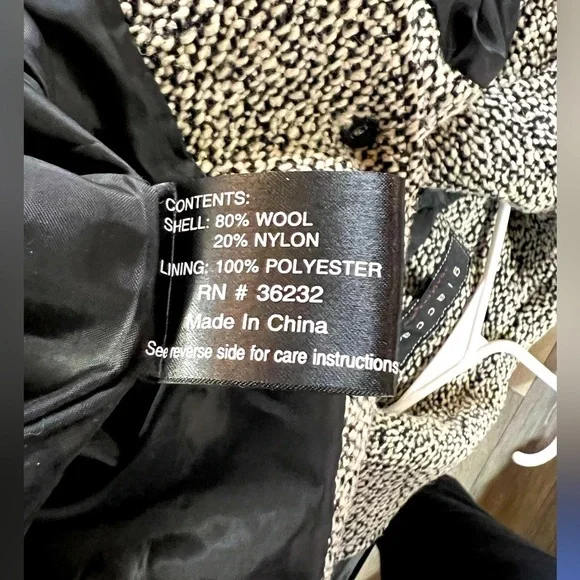 CONTENTS:
SHELL: 80% WOOL
20% NYLON
LINING: 100% POLYESTER
RN # 36232
Made In China
See reverse side for care instructions
giacca